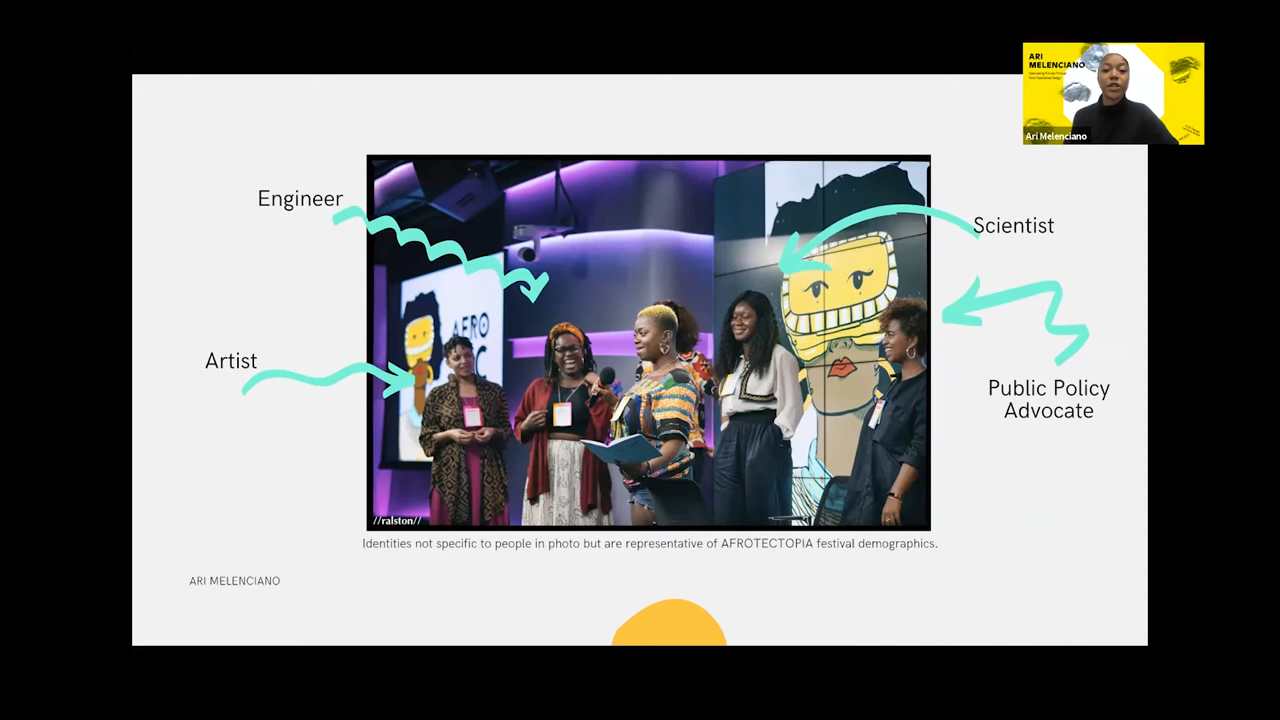 ARI
MELENCIANO
Ari Melenciano
Engineer
Scientist
Artist
Public Policy
Advocate
AFRO
//ralston//
Identities not specific to people in photo but are representative of AFROTECTOPIA festival demographics.
ARI MELENCIANO